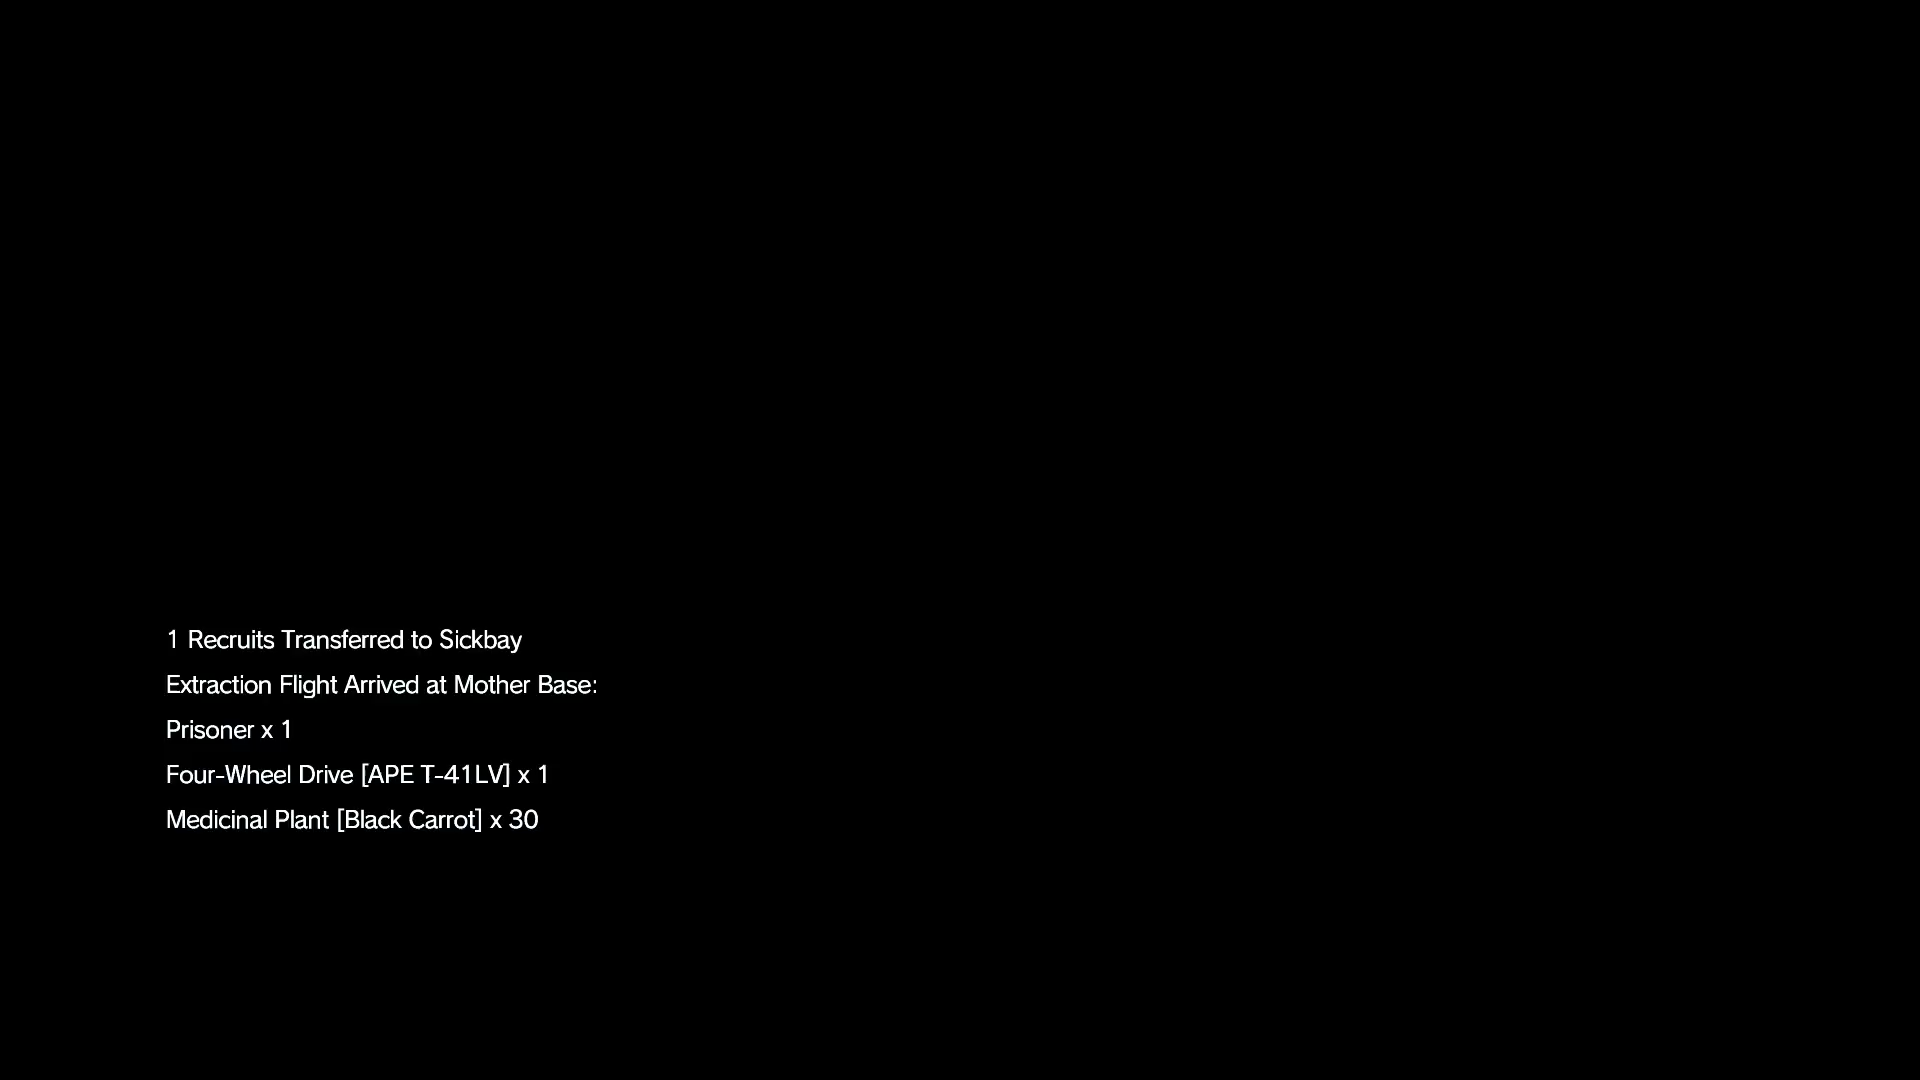 1 Recruits Transferred to Sickbay
Extraction Flight Arrived at Mother Base:
Prisoner x 1
Four-Wheel Drive [APE T-41LV] x 1
Medicinal Plant [Black Carrot] x 30